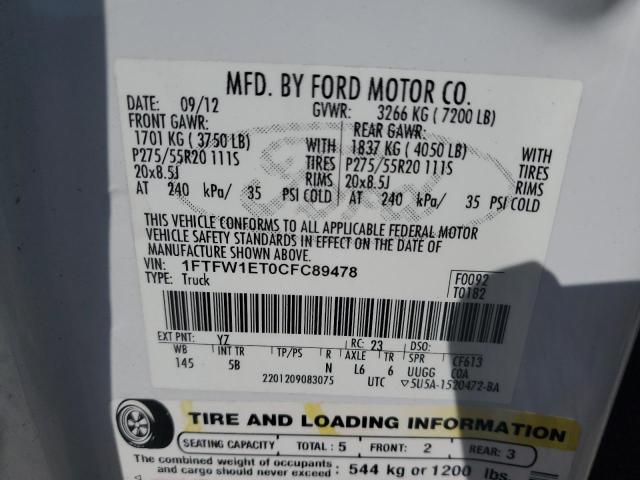 MFD. BY FORD MOTOR CO.
DATE: 09/12 GVWR: 3266 KG ( 7200 LB)
FRONT GAWR: REAR GAWR:
1701 KG ( 3750 LB) WITH 1837 KG ( 4050 LB) WITH
P275/55R20 111S TIRES P275/55R20 111S TIRES
20x8.5J RIMS 20x8.5J RIMS
AT 240 kPa/ 35 PSI COLD AT 240 kPa/ 35 PSI COLD
THIS VEHICLE CONFORMS TO ALL APPLICABLE FEDERAL MOTOR
VEHICLE SAFETY STANDARDS IN EFFECT ON THE DATE OF
MANUFACTURE SHOWN ABOVE.
VIN: 1FTFW1ET0CFC89478 F0092
TYPE: Truck T0182
EXT PNT: YZ RC: 23 DSO:
WB INT TR TP/PS R AXLE TR SPR CF613
145 5B N L6 6 UUGG COA
2201209083075 UTC ▽5U5A-1520472-BA
TIRE AND LOADING INFORMATION
SEATING CAPACITY TOTAL : 5 FRONT: 2 REAR: 3
The combined weight of occupants
and cargo should never exceed : 544 kg or 1200 lbs.